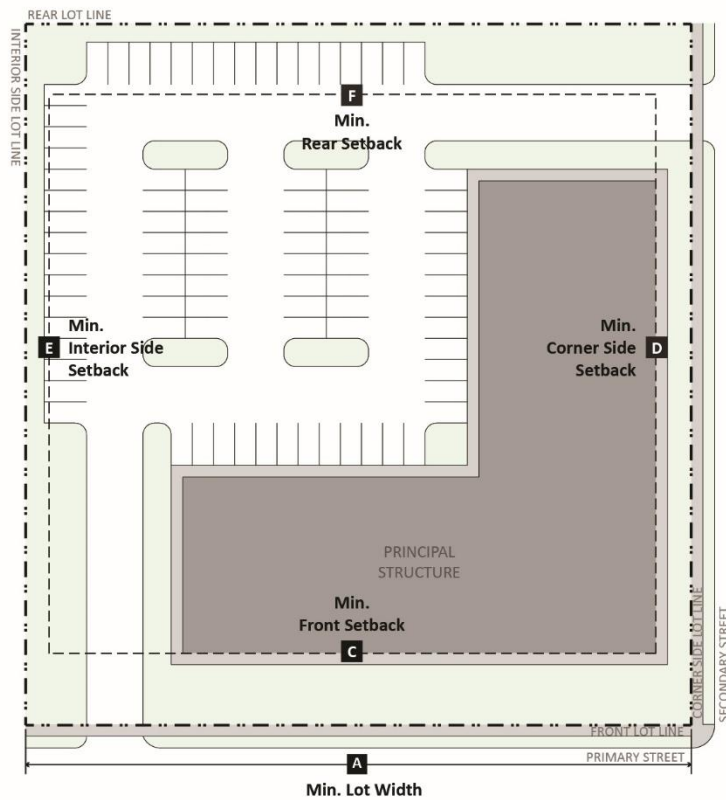 REAR LOT LINE
INTERIOR SIDE LOT LINE
F
Min.
Rear Setback
Min.
E Interior Side
Setback
Min.
Corner Side D
Setback
PRINCIPAL
STRUCTURE
Min.
Front Setback
C
CORNER SIDE LOT LINE
SECONDARY STREET
FRONT LOT LINE
PRIMARY STREET
A
Min. Lot Width